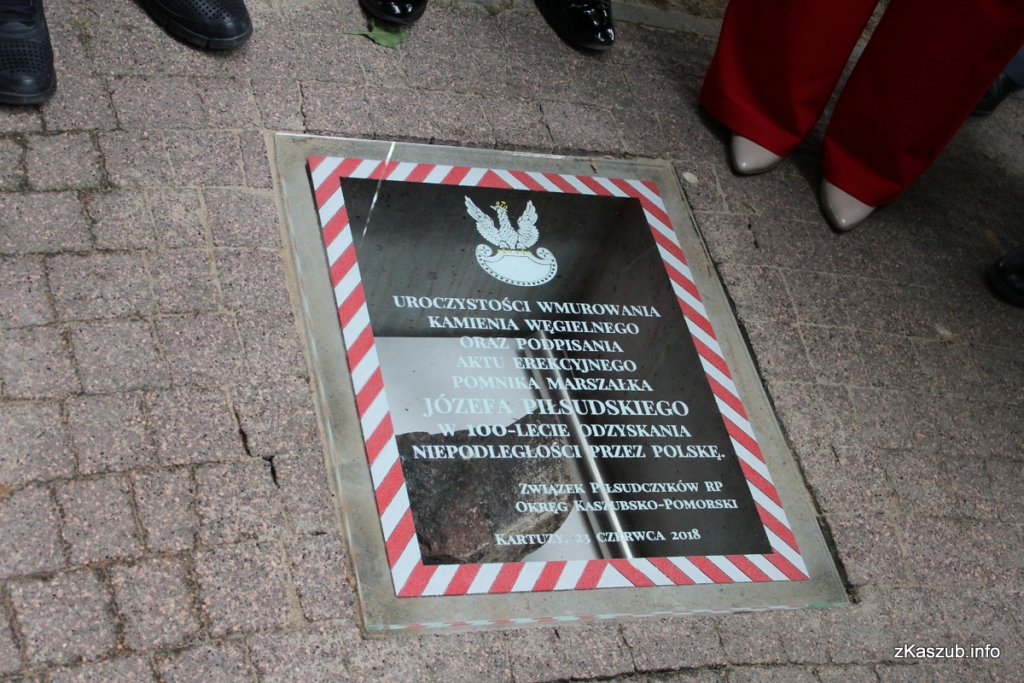 UROCZYSTOŚCI WMUROWANIA
KAMIENIA WĘGIELNEGO
ORAZ PODPISANIA
AKTU EREKCYJNEGO
POMNIKA MARSZAŁKA
JÓZEFA PIŁSUDSKIEGO
W 100-LECIE ODZYSKANIA
NIEPODLEGŁOŚCI PRZEZ POLSKĘ.
ZWIĄZEK PIŁSUDCZYKÓW RP
OKRĘG KASZUBSKO-POMORSKI
KARTUZY, 23 CZERWCA 2018
zKaszub.info